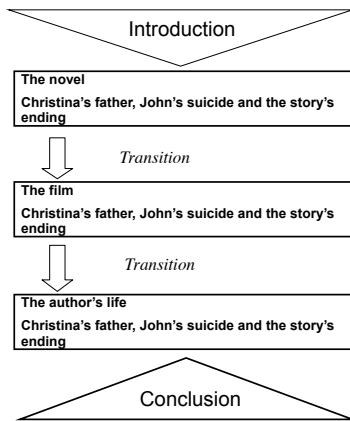 Introduction
The novel
Christina's father, John's suicide and the story's
ending
Transition
The film
Christina's father, John's suicide and the story's
ending
Transition
The author's life
Christina's father, John's suicide and the story's
ending
Conclusion